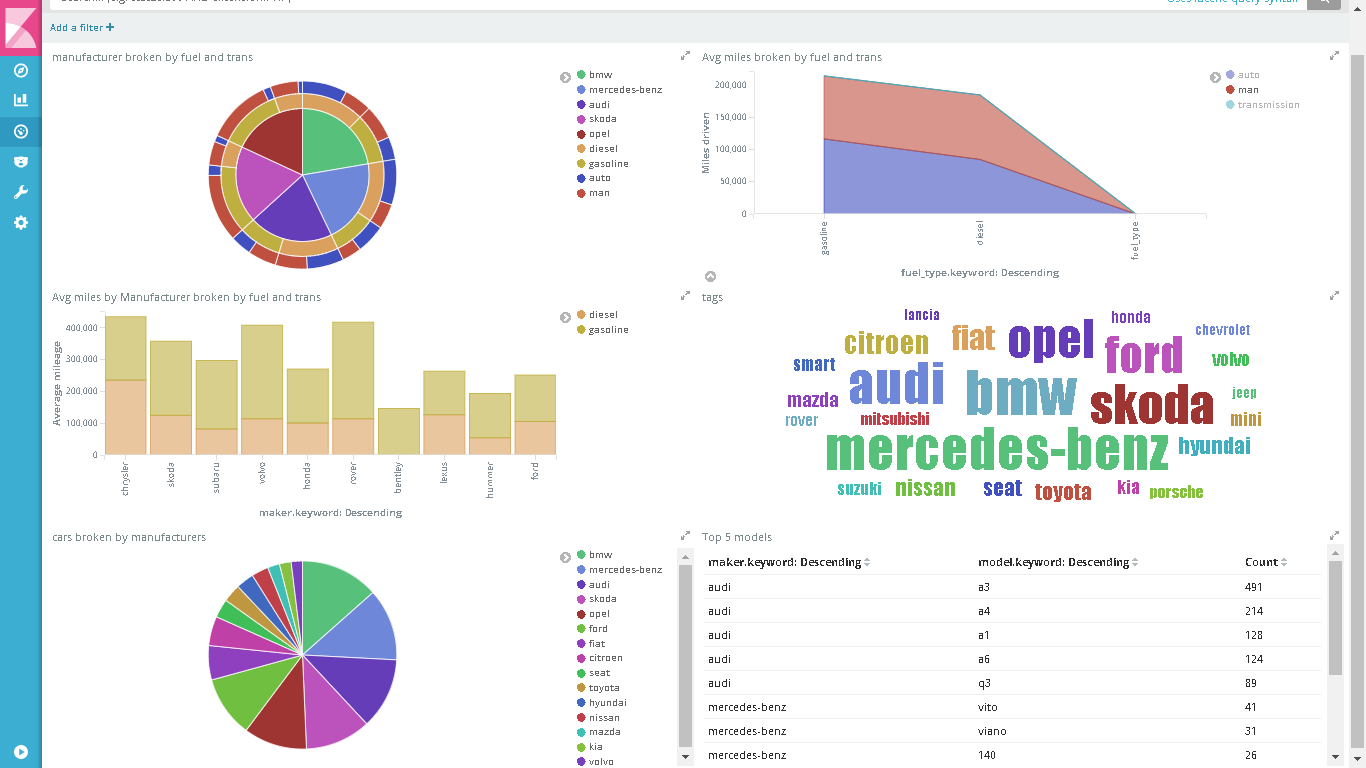 Add a filter +
manufacturer broken by fuel and trans
bmw
mercedes-benz
audi
skoda
opel
diesel
gasoline
auto
man
Avg miles broken by fuel and trans
auto
man
transmission
Miles driven
200,000
150,000
100,000
50,000
0
gasoline
diesel
fuel_type
fuel_type.keyword: Descending
Avg miles by Manufacturer broken by fuel and trans
diesel
gasoline
Average mileage
400,000
300,000
200,000
100,000
0
chrysler
skoda
subaru
volvo
honda
rover
bentley
lexus
hummer
ford
maker.keyword: Descending
tags
lancia
honda
citroen
fiat
opel
ford
chevrolet
smart
audi
bmw
skoda
volvo
mazda
jeep
rover
mitsubishi
mini
mercedes-benz
hyundai
suzuki
nissan
seat
toyota
kia
porsche
cars broken by manufacturers
bmw
mercedes-benz
audi
skoda
opel
ford
fiat
citroen
seat
toyota
hyundai
nissan
mazda
kia
volvo
Top 5 models
maker.keyword: Descending model.keyword: Descending Count
audi a3 491
audi a4 214
audi a1 128
audi a6 124
audi q3 89
mercedes-benz vito 41
mercedes-benz viano 31
mercedes-benz 140 26